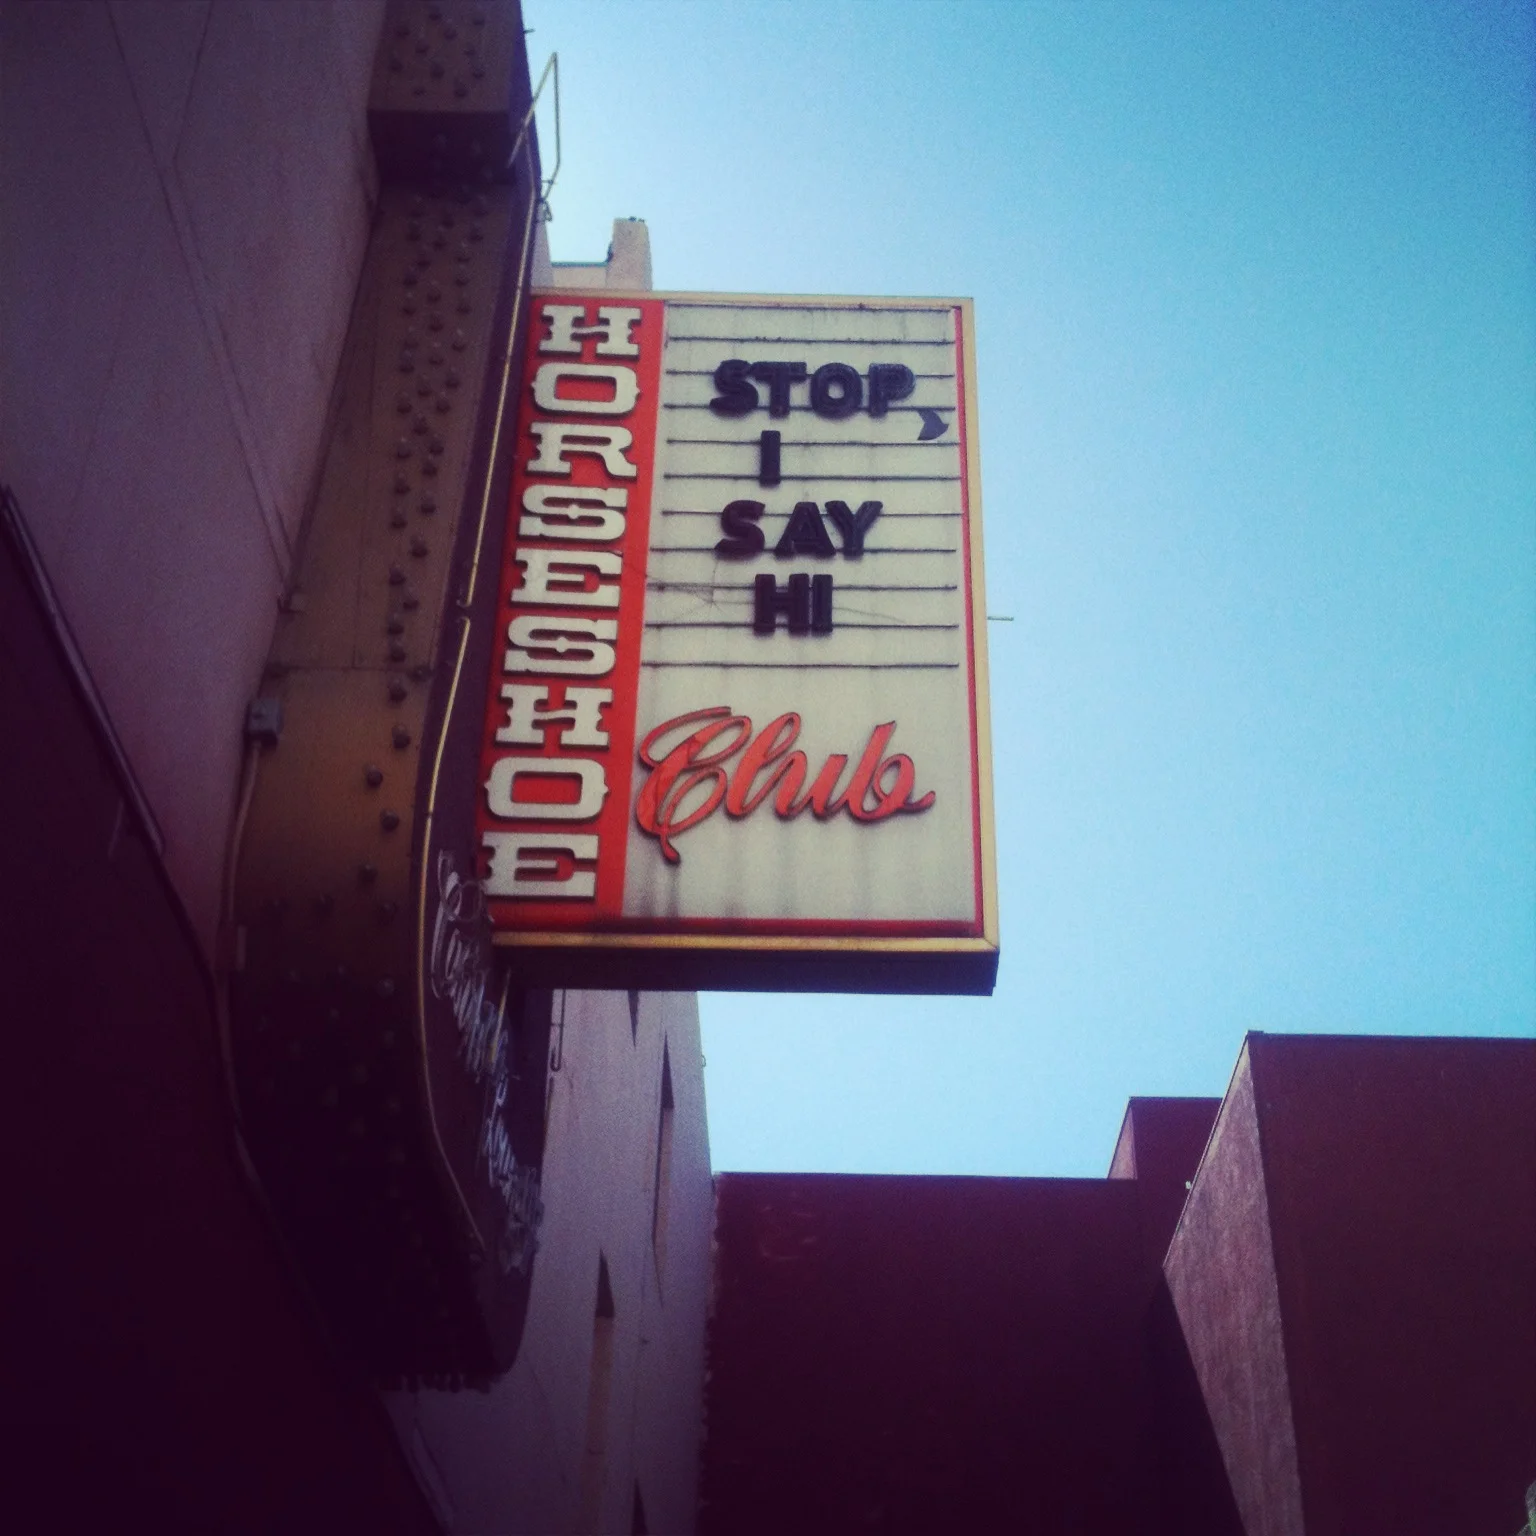 HORSESHOE
STOP,
I
SAY
HI
Club